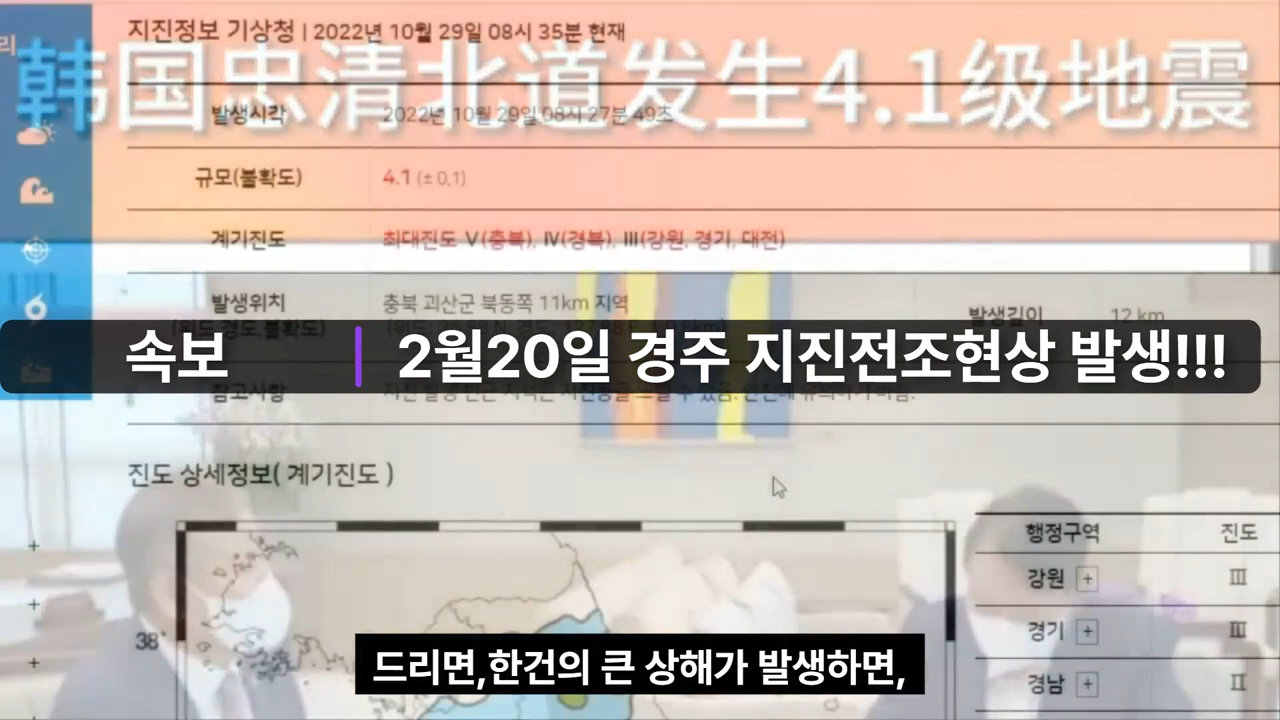 리
지진정보 기상청 | 2022년 10월 29일 08시 35분 현재
韩国忠清北道发生4.1级地震
발생시각 2022년 10월 29일 08시 27분 49초
규모(불확도) 4.1 (± 0.1)
계기진도 최대진도 Ⅴ(충북), Ⅳ(경북), Ⅲ(강원, 경기, 대전)
발생위치 충북 괴산군 북동쪽 11km 지역 발생깊이 12 km
속보 2월20일 경주 지진전조현상 발생!!!
참고사항
진도 상세정보( 계기진도 )
행정구역 진도
강원 + Ⅲ
경기 + Ⅲ
38°
드리면,한건의 큰 상해가 발생하면,
경남 + Ⅱ